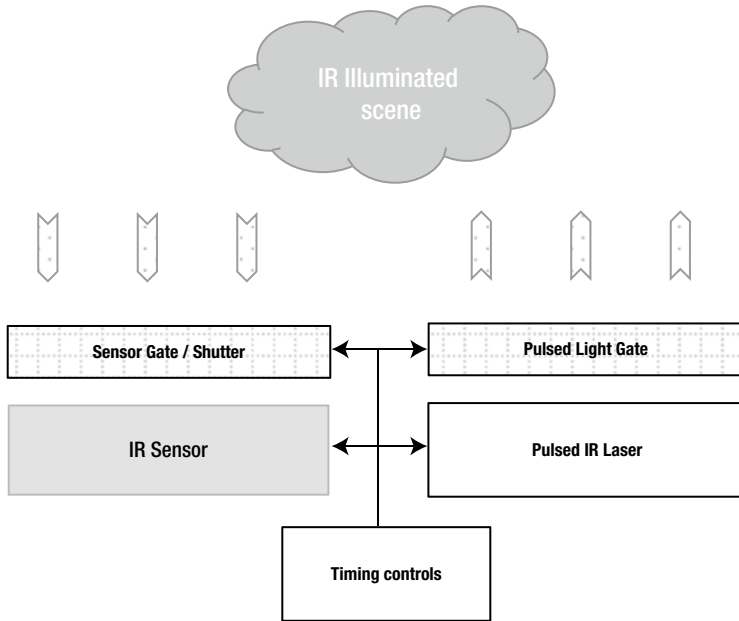 IR Illuminated
scene
Sensor Gate / Shutter
Pulsed Light Gate
IR Sensor
Pulsed IR Laser
Timing controls